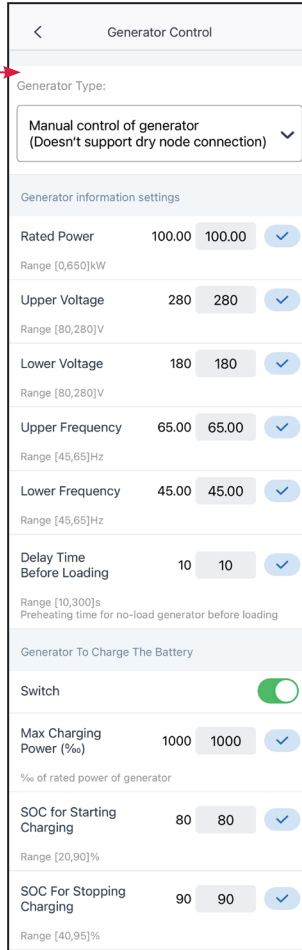 Generator Control
Generator Type:
Manual control of generator
(Doesn't support dry node connection)
Generator information settings
Rated Power 100.00 100.00
Range [0,650]kW
Upper Voltage 280 280
Range [80,280]V
Lower Voltage 180 180
Range [80,280]V
Upper Frequency 65.00 65.00
Range [45,65]Hz
Lower Frequency 45.00 45.00
Range [45,65]Hz
Delay Time
Before Loading 10 10
Range [10,300]s
Preheating time for no-load generator before loading
Generator To Charge The Battery
Switch
Max Charging
Power (‰) 1000 1000
‰ of rated power of generator
SOC for Starting
Charging 80 80
Range [20,90]%
SOC For Stopping
Charging 90 90
Range [40,95]%